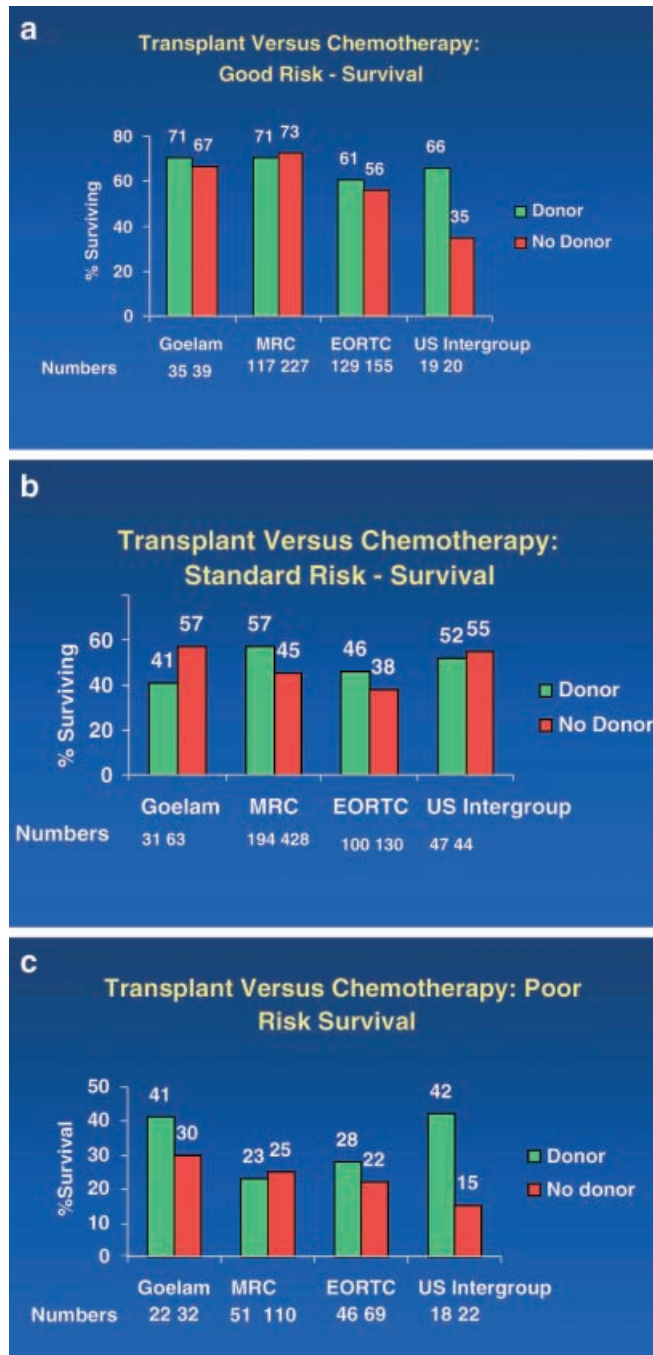 a
Transplant Versus Chemotherapy:
Good Risk - Survival
80
60
40
20
0
% Surviving
71 67 71 73 61 56 66 35
Donor
No Donor
Goelam MRC EORTC US Intergroup
Numbers 35 39 117 227 129 155 19 20
b
Transplant Versus Chemotherapy:
Standard Risk - Survival
60
40
20
0
% Surviving
41 57 57 45 46 38 52 55
Donor
No Donor
Goelam MRC EORTC US Intergroup
Numbers 31 63 194 428 100 130 47 44
c
Transplant Versus Chemotherapy: Poor
Risk Survival
50
40
30
20
10
0
%Survival
41 30 23 25 28 22 42 15
Donor
No donor
Goelam MRC EORTC US Intergroup
Numbers 22 32 51 110 46 69 18 22